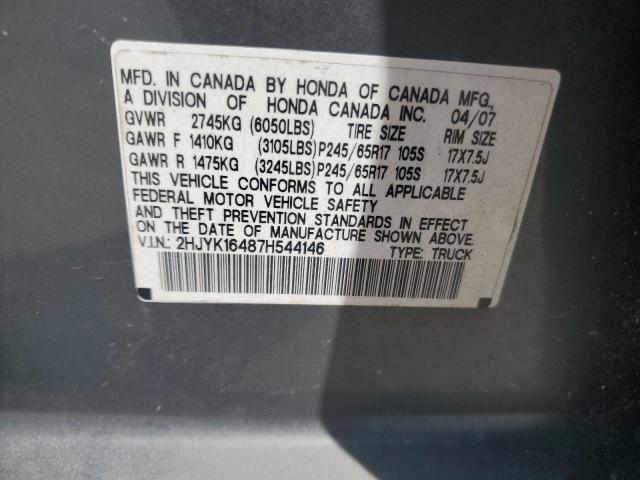 MFD. IN CANADA BY HONDA OF CANADA MFG.,
A DIVISION OF HONDA CANADA INC. 04/07
GVWR 2745KG (6050LBS) TIRE SIZE RIM SIZE
GAWR F 1410KG (3105LBS)P245/65R17 105S 17X7.5J
GAWR R 1475KG (3245LBS)P245/65R17 105S 17X7.5J
THIS VEHICLE CONFORMS TO ALL APPLICABLE
FEDERAL MOTOR VEHICLE SAFETY
AND THEFT PREVENTION STANDARDS IN EFFECT
ON THE DATE OF MANUFACTURE SHOWN ABOVE.
V.I.N.: 2HJYK16487H544146 TYPE: TRUCK